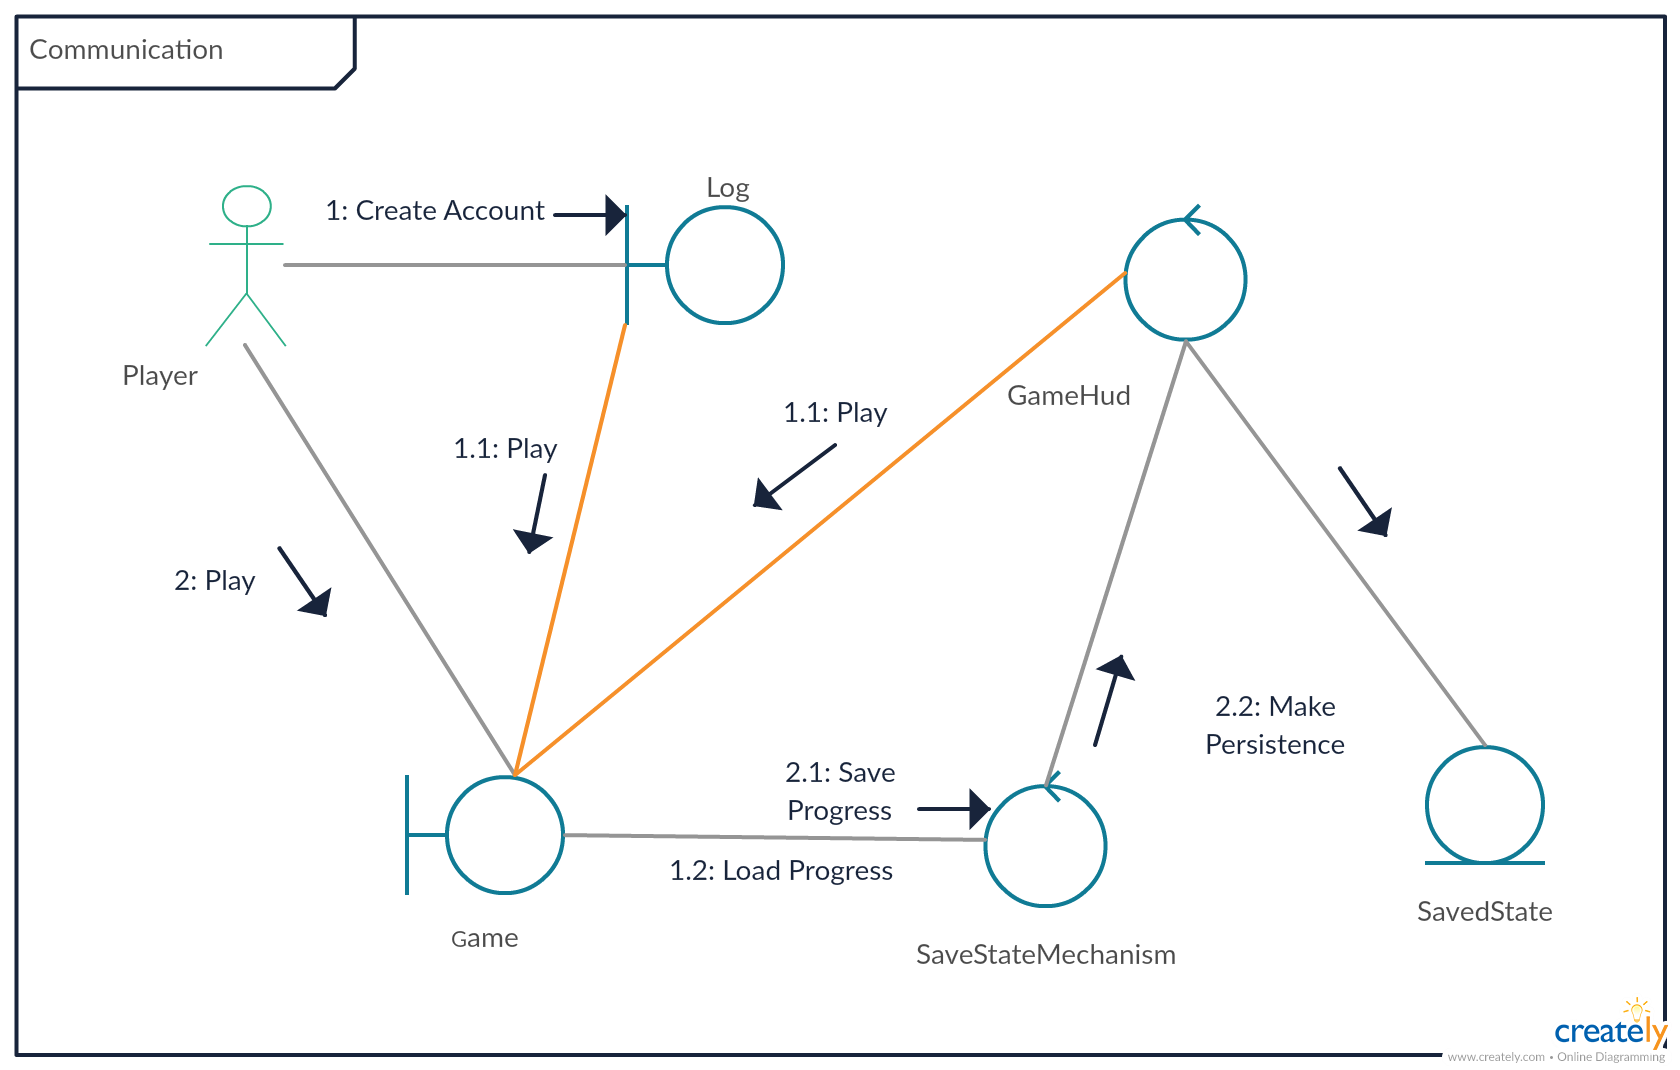 Communication
Log
1: Create Account
Player
GameHud
1.1: Play
1.1: Play
2: Play
2.2: Make
Persistence
2.1: Save
Progress
1.2: Load Progress
SavedState
Game
SaveStateMechanism
creately
www.creately.com • Online Diagramming